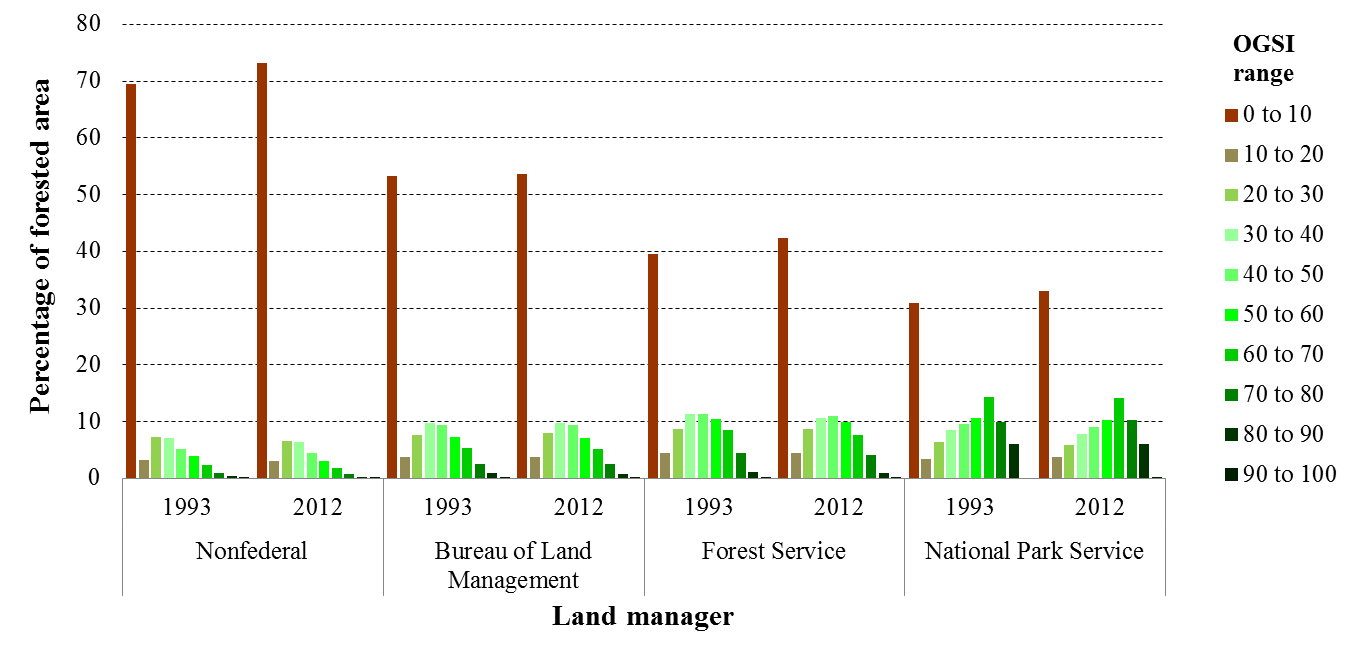 Percentage of forested area
80
70
60
50
40
30
20
10
0
1993
2012
1993
2012
1993
2012
1993
2012
Nonfederal
Bureau of Land
Management
Forest Service
National Park Service
Land manager
OGSI
range
0 to 10
10 to 20
20 to 30
30 to 40
40 to 50
50 to 60
60 to 70
70 to 80
80 to 90
90 to 100